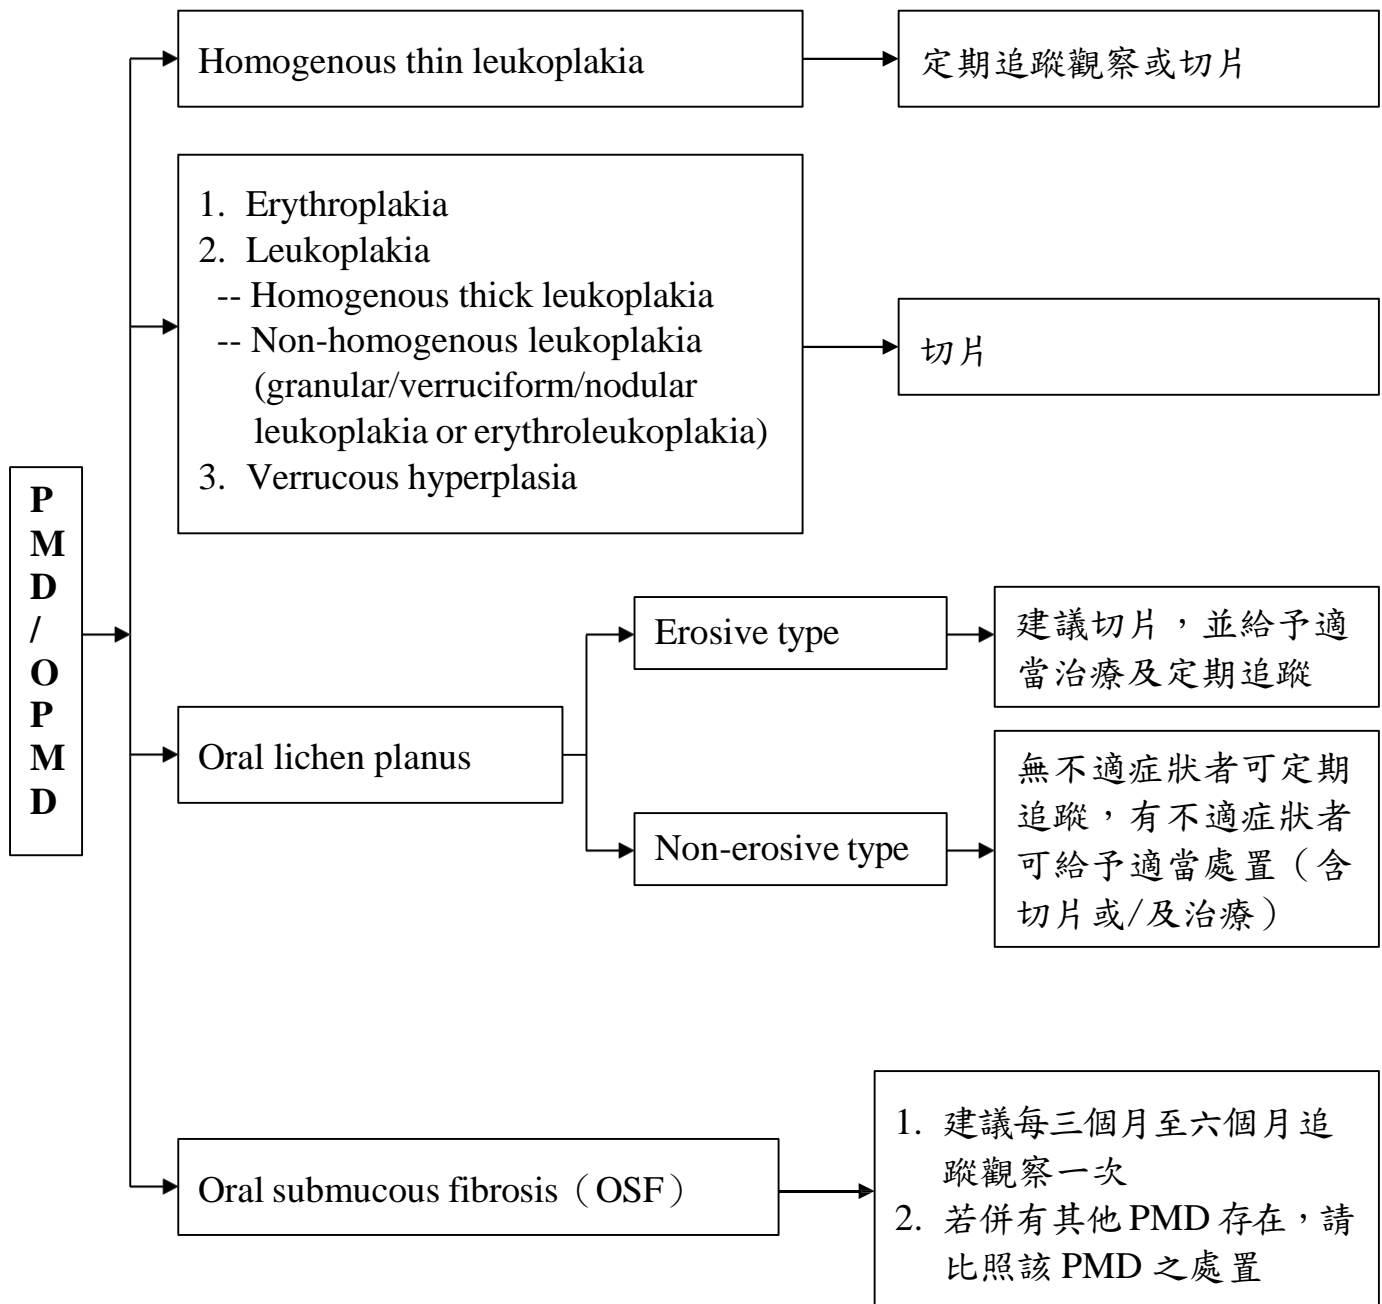 Homogenous thin leukoplakia
定期追蹤觀察或切片
1. Erythroplakia
2. Leukoplakia
-- Homogenous thick leukoplakia
-- Non-homogenous leukoplakia
(granular/verruciform/nodular
leukoplakia or erythroleukoplakia)
3. Verrucous hyperplasia
切片
P
M
D
/
O
P
M
D
Oral lichen planus
Erosive type
建議切片，並給予適
當治療及定期追蹤
Non-erosive type
無不適症狀者可定期
追蹤，有不適症狀者
可給予適當處置（含
切片或/及治療）
Oral submucous fibrosis（OSF）
1. 建議每三個月至六個月追
蹤觀察一次
2. 若併有其他 PMD 存在，請
比照該 PMD 之處置